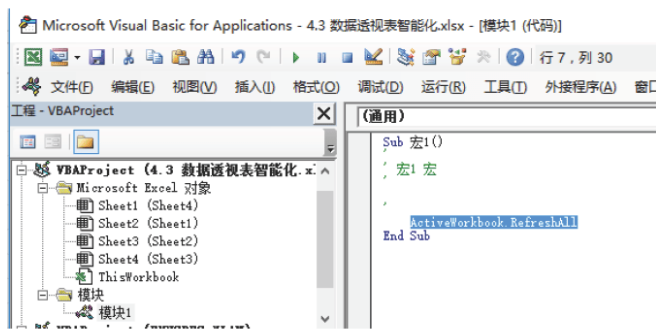 Microsoft Visual Basic for Applications - 4.3 数据透视表智能化.xlsx - [模块1 (代码)]
行 7 , 列 30
文件(F) 编辑(E) 视图(V) 插入(I) 格式(O) 调试(D) 运行(R) 工具(T) 外接程序(A) 窗口
工程 - VBAProject
(通用)
VBAProject (4.3 数据透视表智能化.x
Microsoft Excel 对象
Sheet1 (Sheet4)
Sheet2 (Sheet1)
Sheet3 (Sheet2)
Sheet4 (Sheet3)
ThisWorkbook
模块
模块1
Sub 宏1()
'
' 宏1 宏
'
ActiveWorkbook.RefreshAll
End Sub